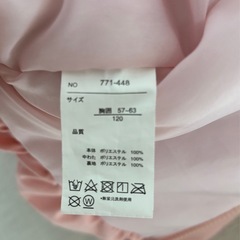 NO 771-448
サイズ
胸囲 57-63
120
品質
本体 ポリエステル 100%
中わた ポリエステル 100%
裏地 ポリエステル 100%